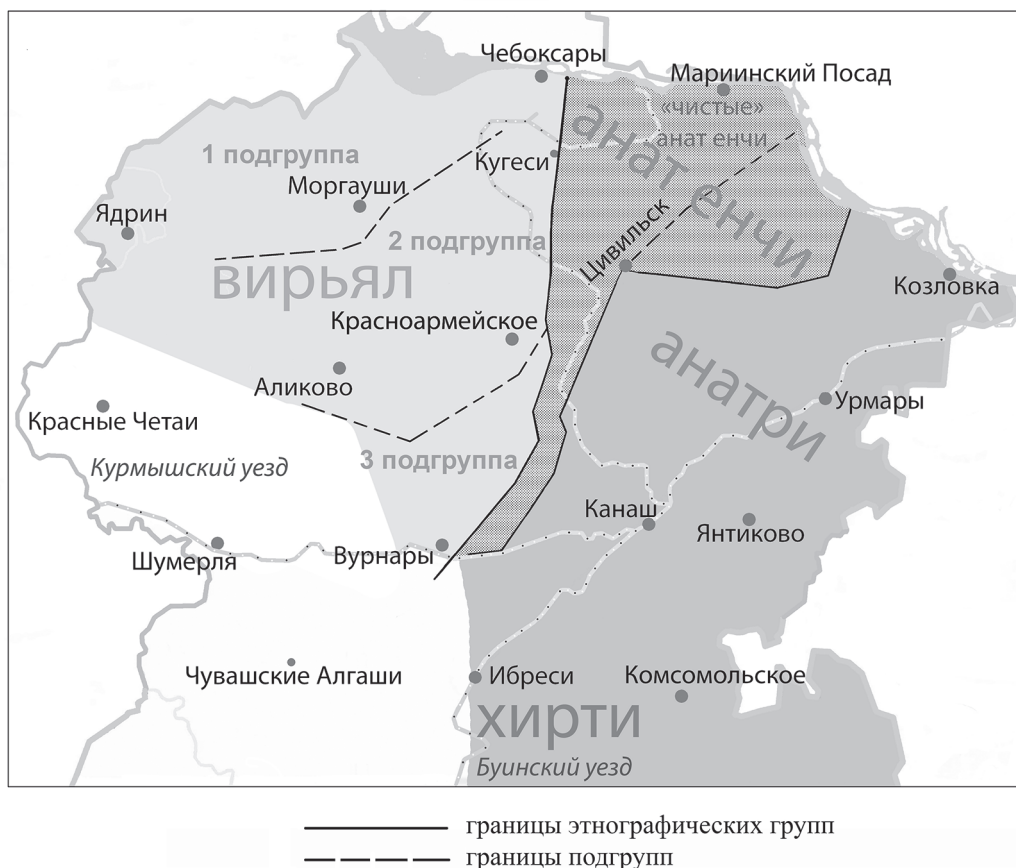 Чебоксары
Мариинский Посад
«чистые»
анат енчи
анат енчи
1 подгруппа
Кугеси
Моргауши
Ядрин
2 подгруппа
Цивильск
вирьял
Козловка
Красноармейское
анатри
Аликово
Урмары
Красные Четаи
Курмышский уезд
3 подгруппа
Канаш
Янтиково
Шумерля
Вурнары
Чувашские Алгаши
Ибреси
Комсомольское
хирти
Буинский уезд
границы этнографических групп
границы подгрупп